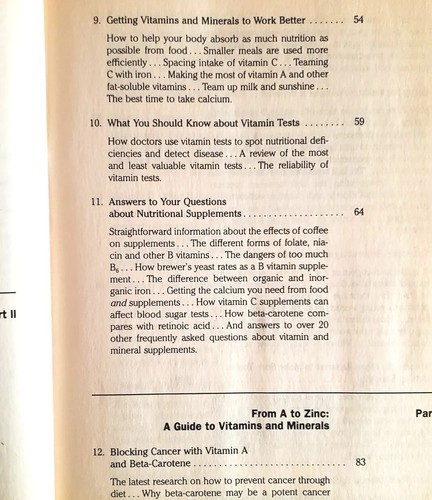 9. Getting Vitamins and Minerals to Work Better ....... 54
How to help your body absorb as much nutrition as
possible from food . . . Smaller meals are used more
efficiently . . . Spacing intake of vitamin C . . . Teaming
C with iron . . . Making the most of vitamin A and other
fat-soluble vitamins . . . Team up milk and sunshine . . .
The best time to take calcium.
10. What You Should Know about Vitamin Tests ........ 59
How doctors use vitamin tests to spot nutritional defi-
ciencies and detect disease . . . A review of the most
and least valuable vitamin tests . . . The reliability of
vitamin tests.
11. Answers to Your Questions
about Nutritional Supplements ................... 64
Straightforward information about the effects of coffee
on supplements . . . The different forms of folate, nia-
cin and other B vitamins . . . The dangers of too much
B6 . . . How brewer's yeast rates as a B vitamin supple-
ment . . . The difference between organic and inor-
ganic iron . . . Getting the calcium you need from food
and supplements . . . How vitamin C supplements can
affect blood sugar tests . . . How beta-carotene com-
pares with retinoic acid . . . And answers to over 20
other frequently asked questions about vitamin and
mineral supplements.
rt II
From A to Zinc:
A Guide to Vitamins and Minerals
Par
12. Blocking Cancer with Vitamin A
and Beta-Carotene ............................ 83
The latest research on how to prevent cancer through
diet . . . Why beta-carotene may be a potent cancer